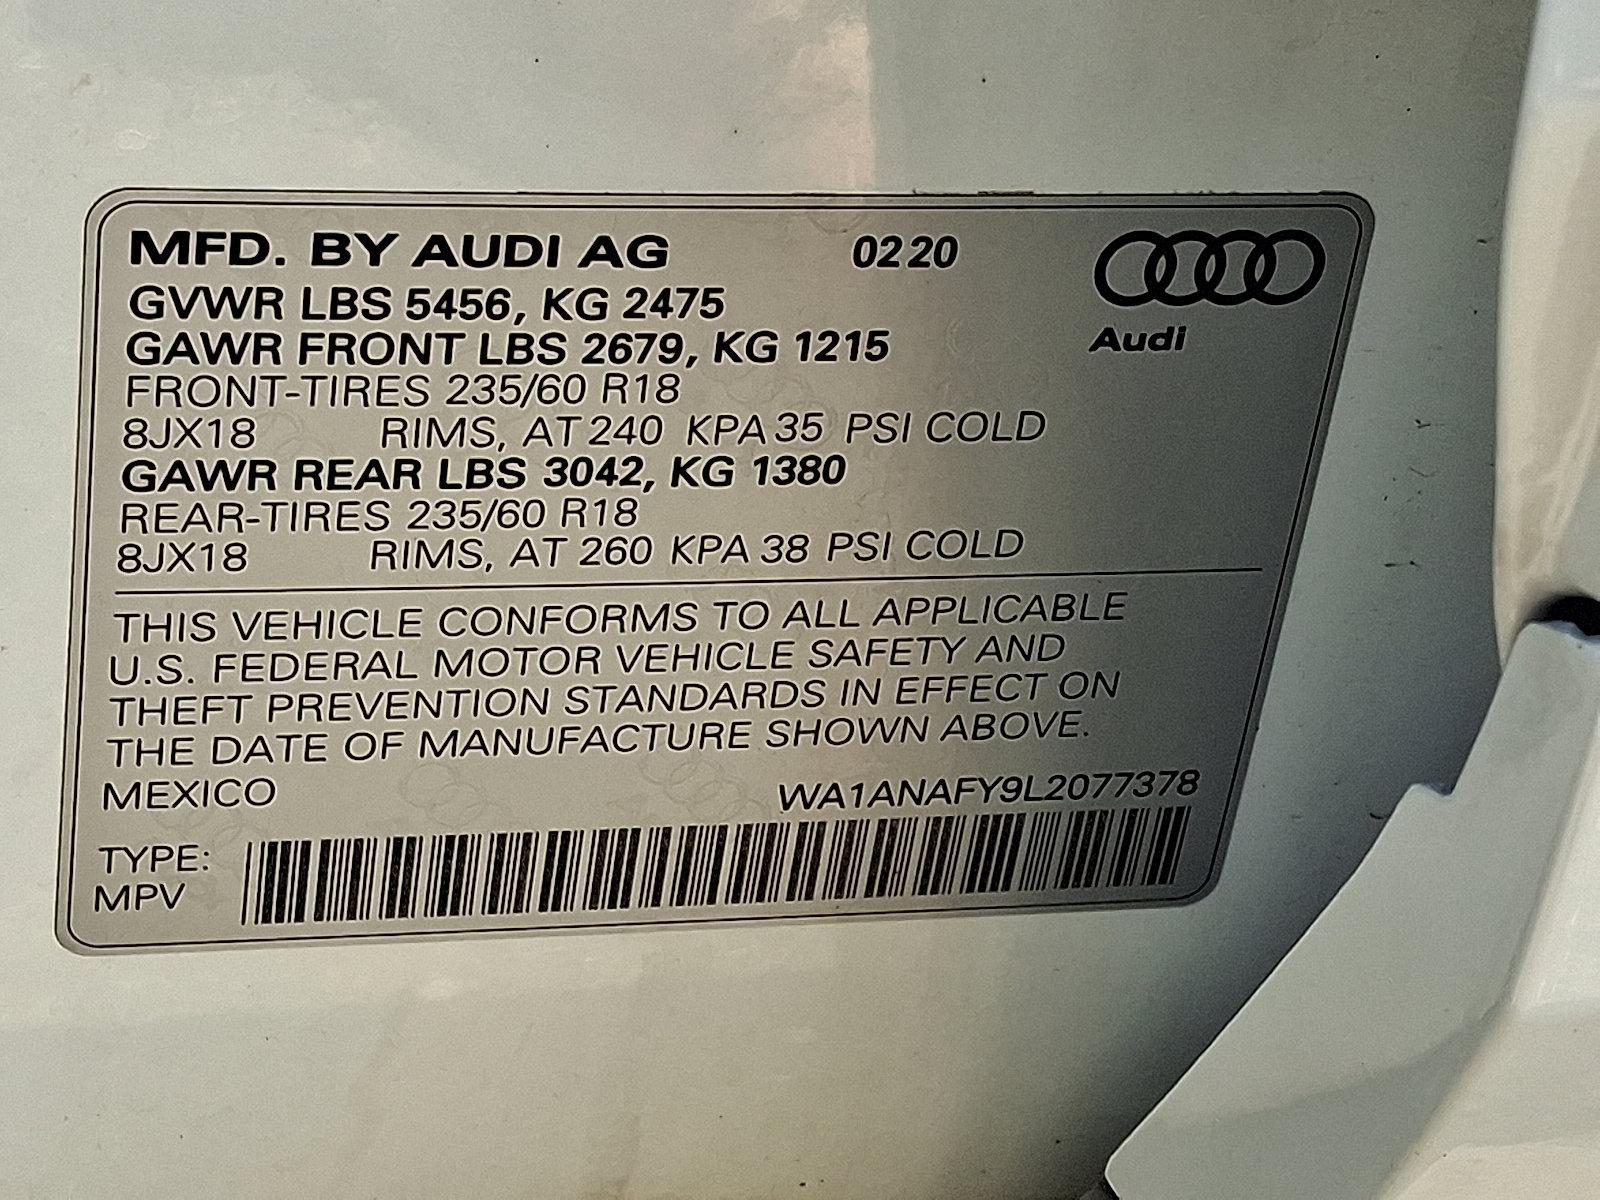 MFD. BY AUDI AG 02 20
GVWR LBS 5456, KG 2475
GAWR FRONT LBS 2679, KG 1215
Audi
FRONT-TIRES 235/60 R18
8JX18 RIMS, AT 240 KPA 35 PSI COLD
GAWR REAR LBS 3042, KG 1380
REAR-TIRES 235/60 R18
8JX18 RIMS, AT 260 KPA 38 PSI COLD
THIS VEHICLE CONFORMS TO ALL APPLICABLE
U.S. FEDERAL MOTOR VEHICLE SAFETY AND
THEFT PREVENTION STANDARDS IN EFFECT ON
THE DATE OF MANUFACTURE SHOWN ABOVE.
MEXICO WA1ANAFY9L2077378
TYPE:
MPV